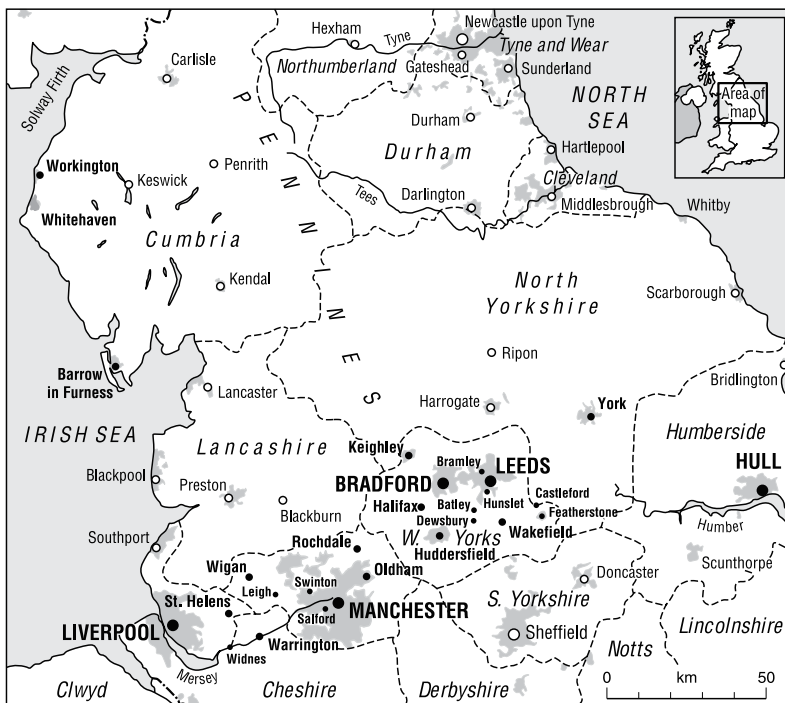 Hexham
Tyne
Newcastle upon Tyne
Tyne and Wear
Carlisle
Northumberland
Gateshead
Sunderland
Solway Firth
NORTH
SEA
Area of
map
PENNINES
Durham
Durham
Hartlepool
Workington
Penrith
Keswick
Cleveland
Tees
Darlington
Middlesbrough
Whitehaven
Whitby
Cumbria
Kendal
North
Yorkshire
Scarborough
Ripon
Barrow
in Furness
Bridlington
Lancaster
Harrogate
York
IRISH SEA
Lancashire
Humberside
Keighley
Bramley
LEEDS
HULL
Blackpool
BRADFORD
Preston
Castleford
Hunslet
Halifax
Batley
Featherstone
Blackburn
Dewsbury
Wakefield
Humber
W. Yorks
Southport
Rochdale
Huddersfield
Scunthorpe
Wigan
Swinton
Oldham
Doncaster
Leigh
S. Yorkshire
St. Helens
MANCHESTER
Salford
Lincolnshire
LIVERPOOL
Sheffield
Warrington
Widnes
Notts
Mersey
Clwyd
Cheshire
Derbyshire
0 km 50